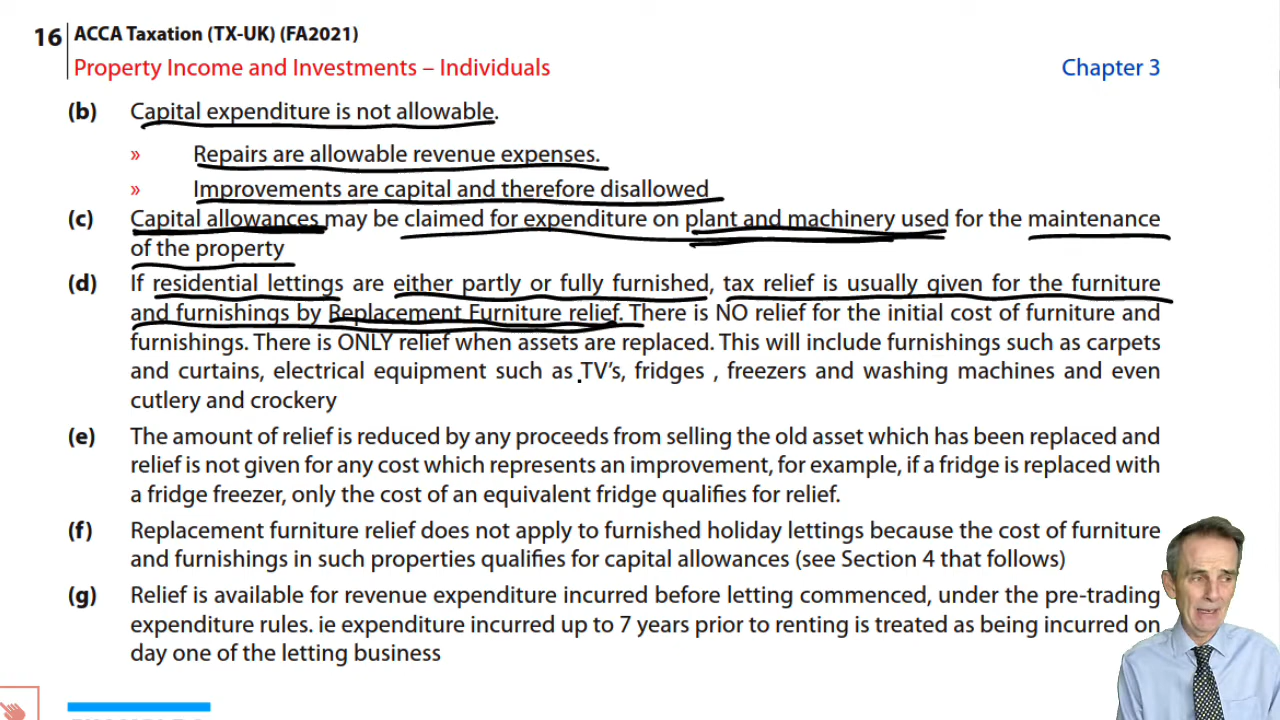 16 ACCA Taxation (TX-UK) (FA2021)
Property Income and Investments – Individuals Chapter 3
(b) Capital expenditure is not allowable.
» Repairs are allowable revenue expenses.
» Improvements are capital and therefore disallowed
(c) Capital allowances may be claimed for expenditure on plant and machinery used for the maintenance
of the property
(d) If residential lettings are either partly or fully furnished, tax relief is usually given for the furniture
and furnishings by Replacement Furniture relief. There is NO relief for the initial cost of furniture and
furnishings. There is ONLY relief when assets are replaced. This will include furnishings such as carpets
and curtains, electrical equipment such as TV's, fridges , freezers and washing machines and even
cutlery and crockery
(e) The amount of relief is reduced by any proceeds from selling the old asset which has been replaced and
relief is not given for any cost which represents an improvement, for example, if a fridge is replaced with
a fridge freezer, only the cost of an equivalent fridge qualifies for relief.
(f) Replacement furniture relief does not apply to furnished holiday lettings because the cost of furniture
and furnishings in such properties qualifies for capital allowances (see Section 4 that follows)
(g) Relief is available for revenue expenditure incurred before letting commenced, under the pre-trading
expenditure rules. ie expenditure incurred up to 7 years prior to renting is treated as being incurred on
day one of the letting business